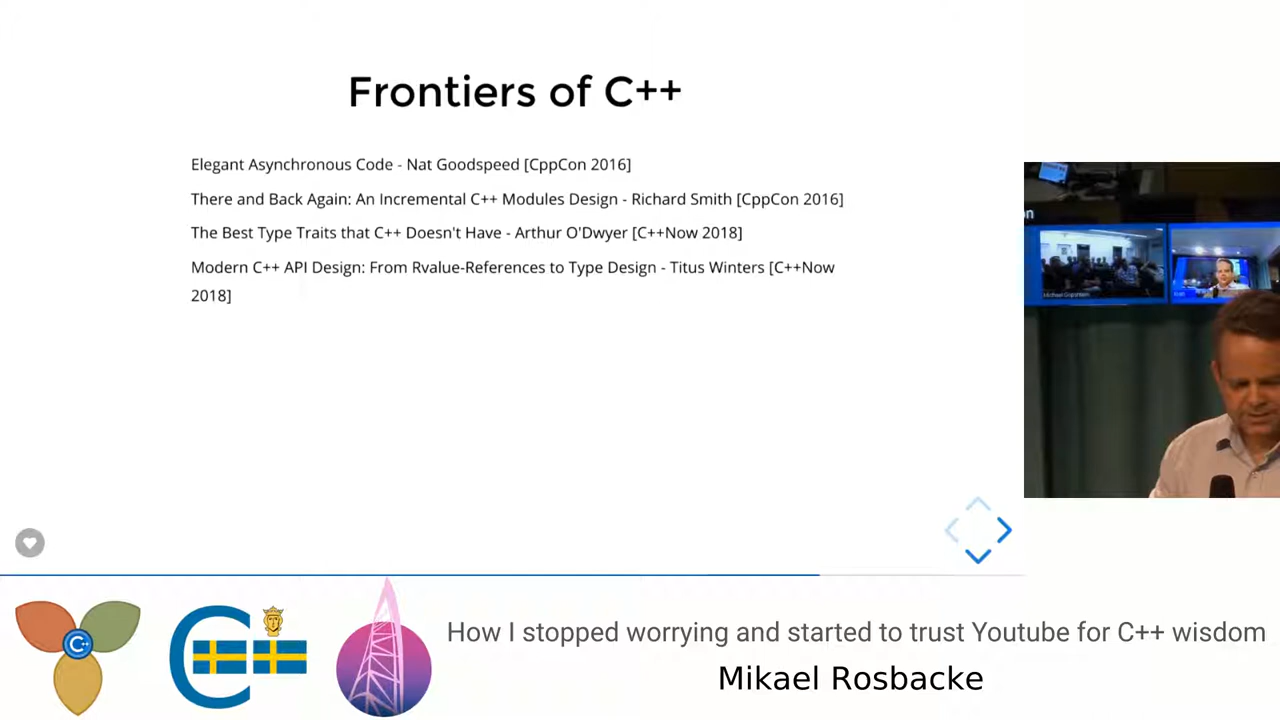 Frontiers of C++
Elegant Asynchronous Code - Nat Goodspeed [CppCon 2016]
There and Back Again: An Incremental C++ Modules Design - Richard Smith [CppCon 2016]
The Best Type Traits that C++ Doesn't Have - Arthur O'Dwyer [C++Now 2018]
Modern C++ API Design: From Rvalue-References to Type Design - Titus Winters [C++Now
2018]
on
C++
How I stopped worrying and started to trust Youtube for C++ wisdom
Mikael Rosbacke